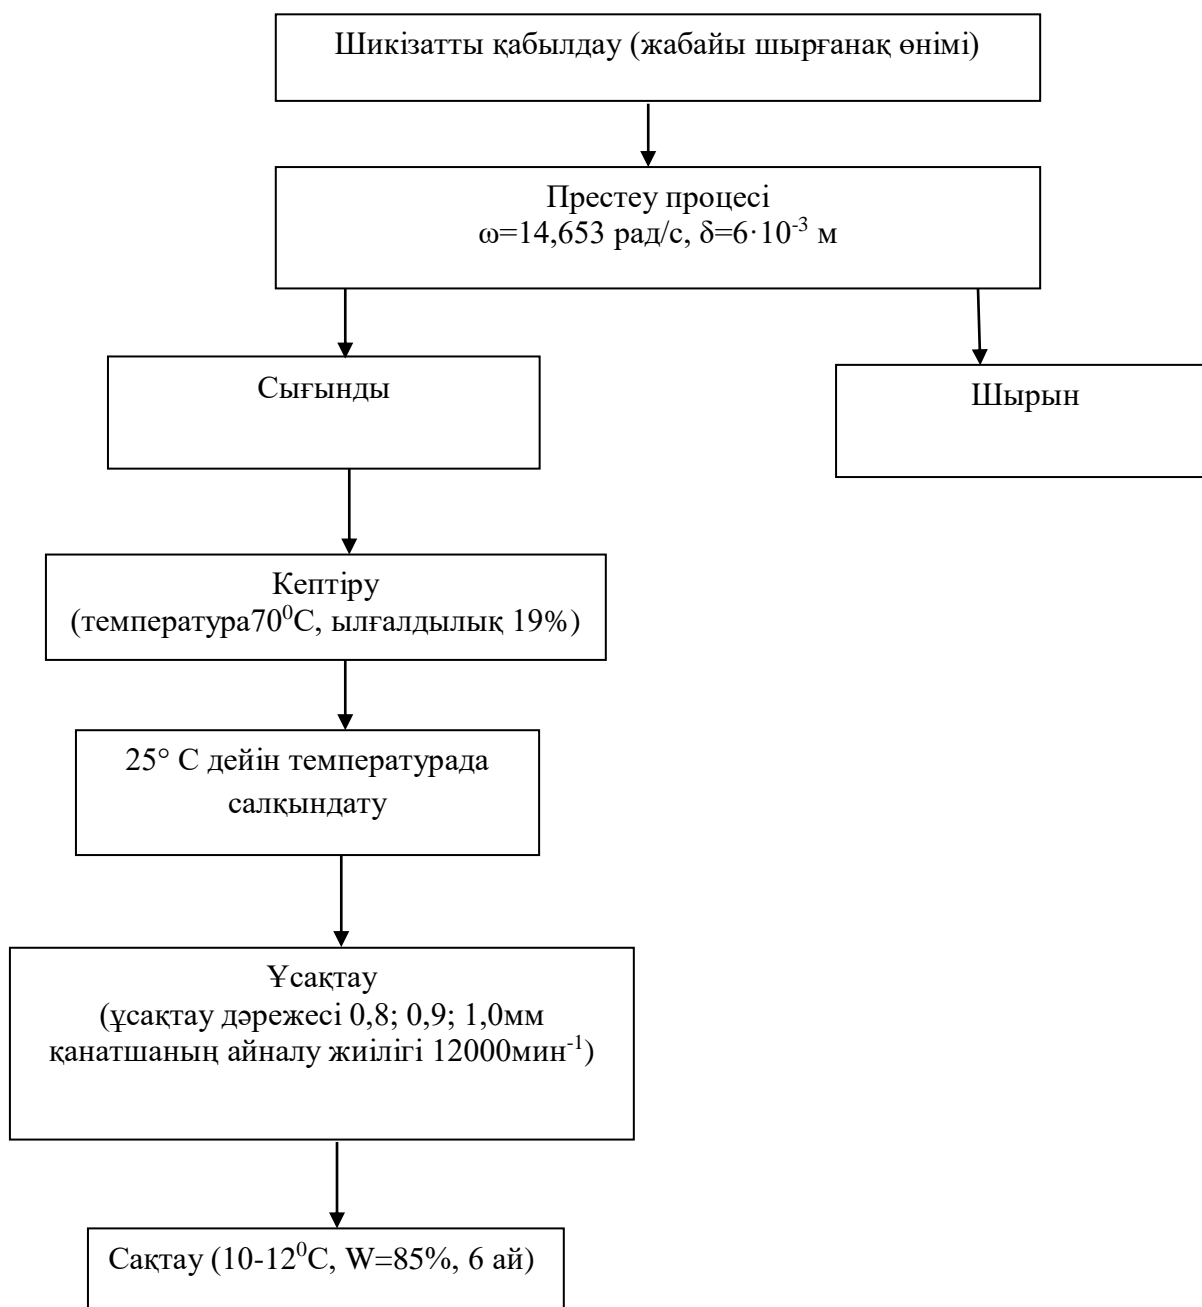 Шикізатты қабылдау (жабайы шырғанақ өнімі)
Престеу процесі
ω=14,653 рад/с, δ=6·10⁻³ м
Сығынды
Шырын
Кептіру
(температура70⁰С, ылғалдылық 19%)
25° С дейін температурада
салқындату
Ұсақтау
(ұсақтау дәрежесі 0,8; 0,9; 1,0мм
қанатшаның айналу жиілігі 12000мин⁻¹)
Сақтау (10-12⁰С, W=85%, 6 ай)